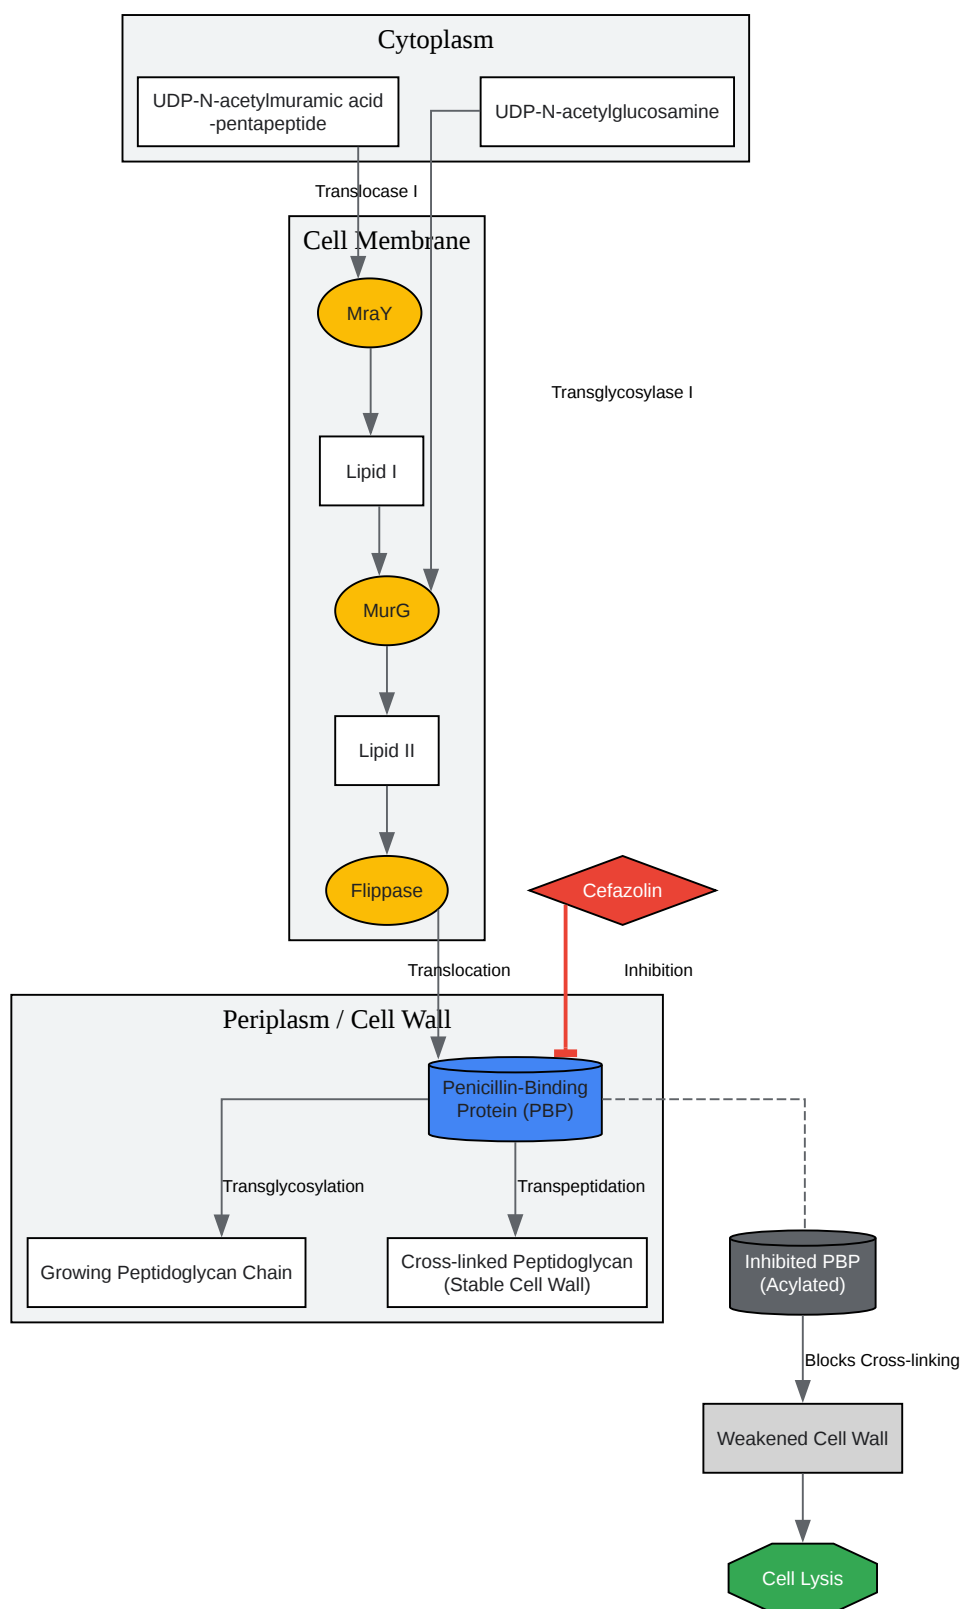 Cytoplasm
UDP-N-acetylmuramic acid
-pentapeptide
UDP-N-acetylglucosamine
Translocase I
Cell Membrane
MraY
Transglycosylase I
Lipid I
MurG
Lipid II
Flippase
Cefazolin
Translocation
Inhibition
Periplasm / Cell Wall
Penicillin-Binding
Protein (PBP)
Transglycosylation
Transpeptidation
Growing Peptidoglycan Chain
Cross-linked Peptidoglycan
(Stable Cell Wall)
Inhibited PBP
(Acylated)
Blocks Cross-linking
Weakened Cell Wall
Cell Lysis